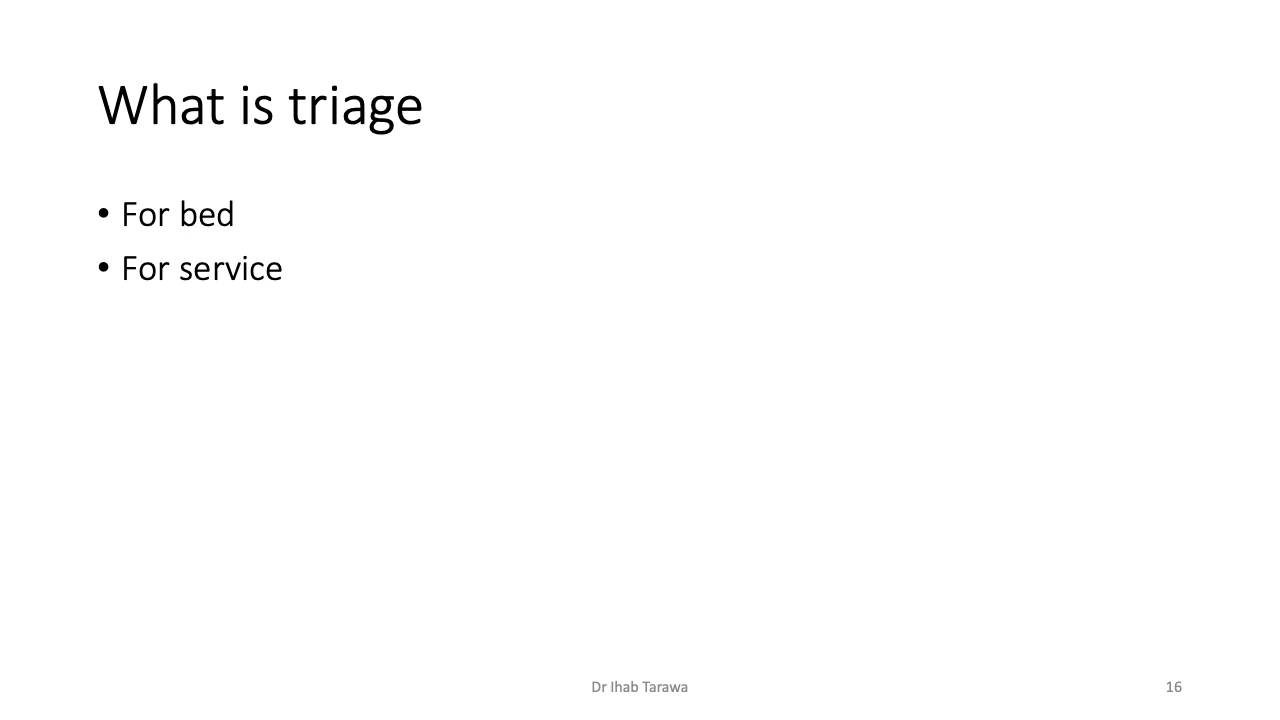 What is triage
• For bed
• For service
Dr Ihab Tarawa
16